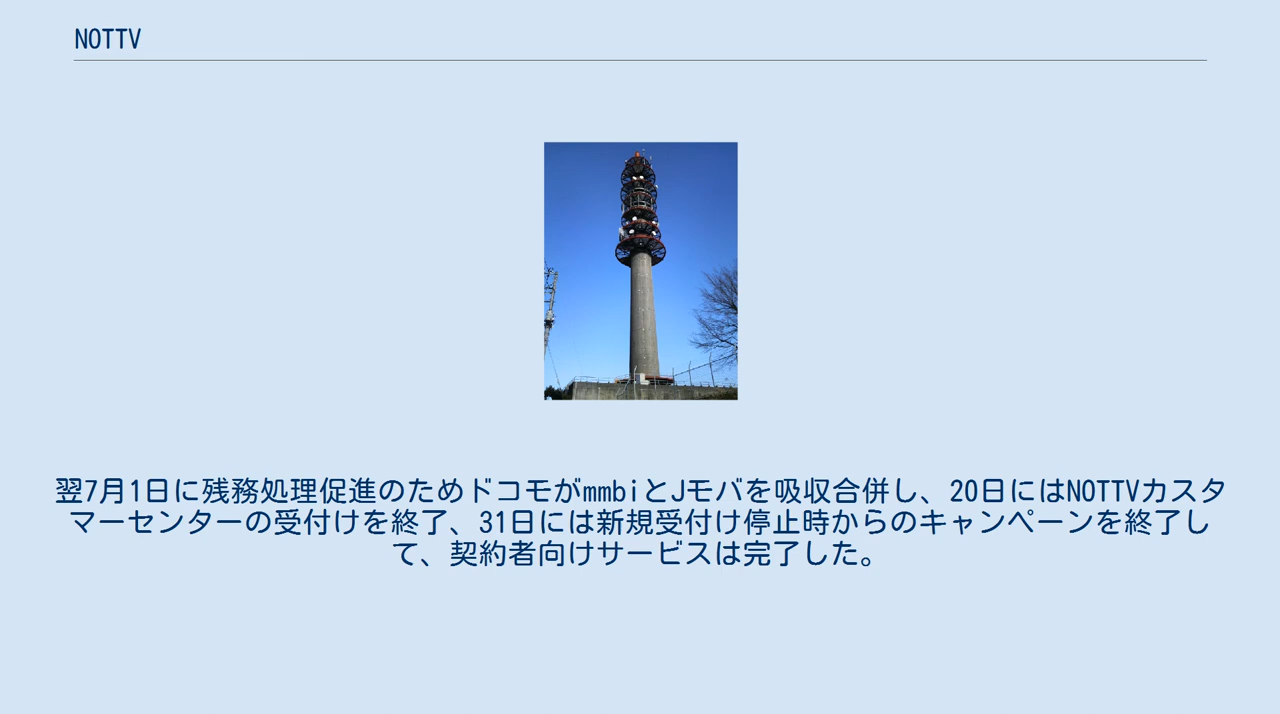 NOTTV
翌7月1日に残務処理促進のためドコモがmmbiとJモバを吸収合併し、20日にはNOTTVカスタ
マーセンターの受付けを終了、31日には新規受付け停止時からのキャンペーンを終了し
て、契約者向けサービスは完了した。